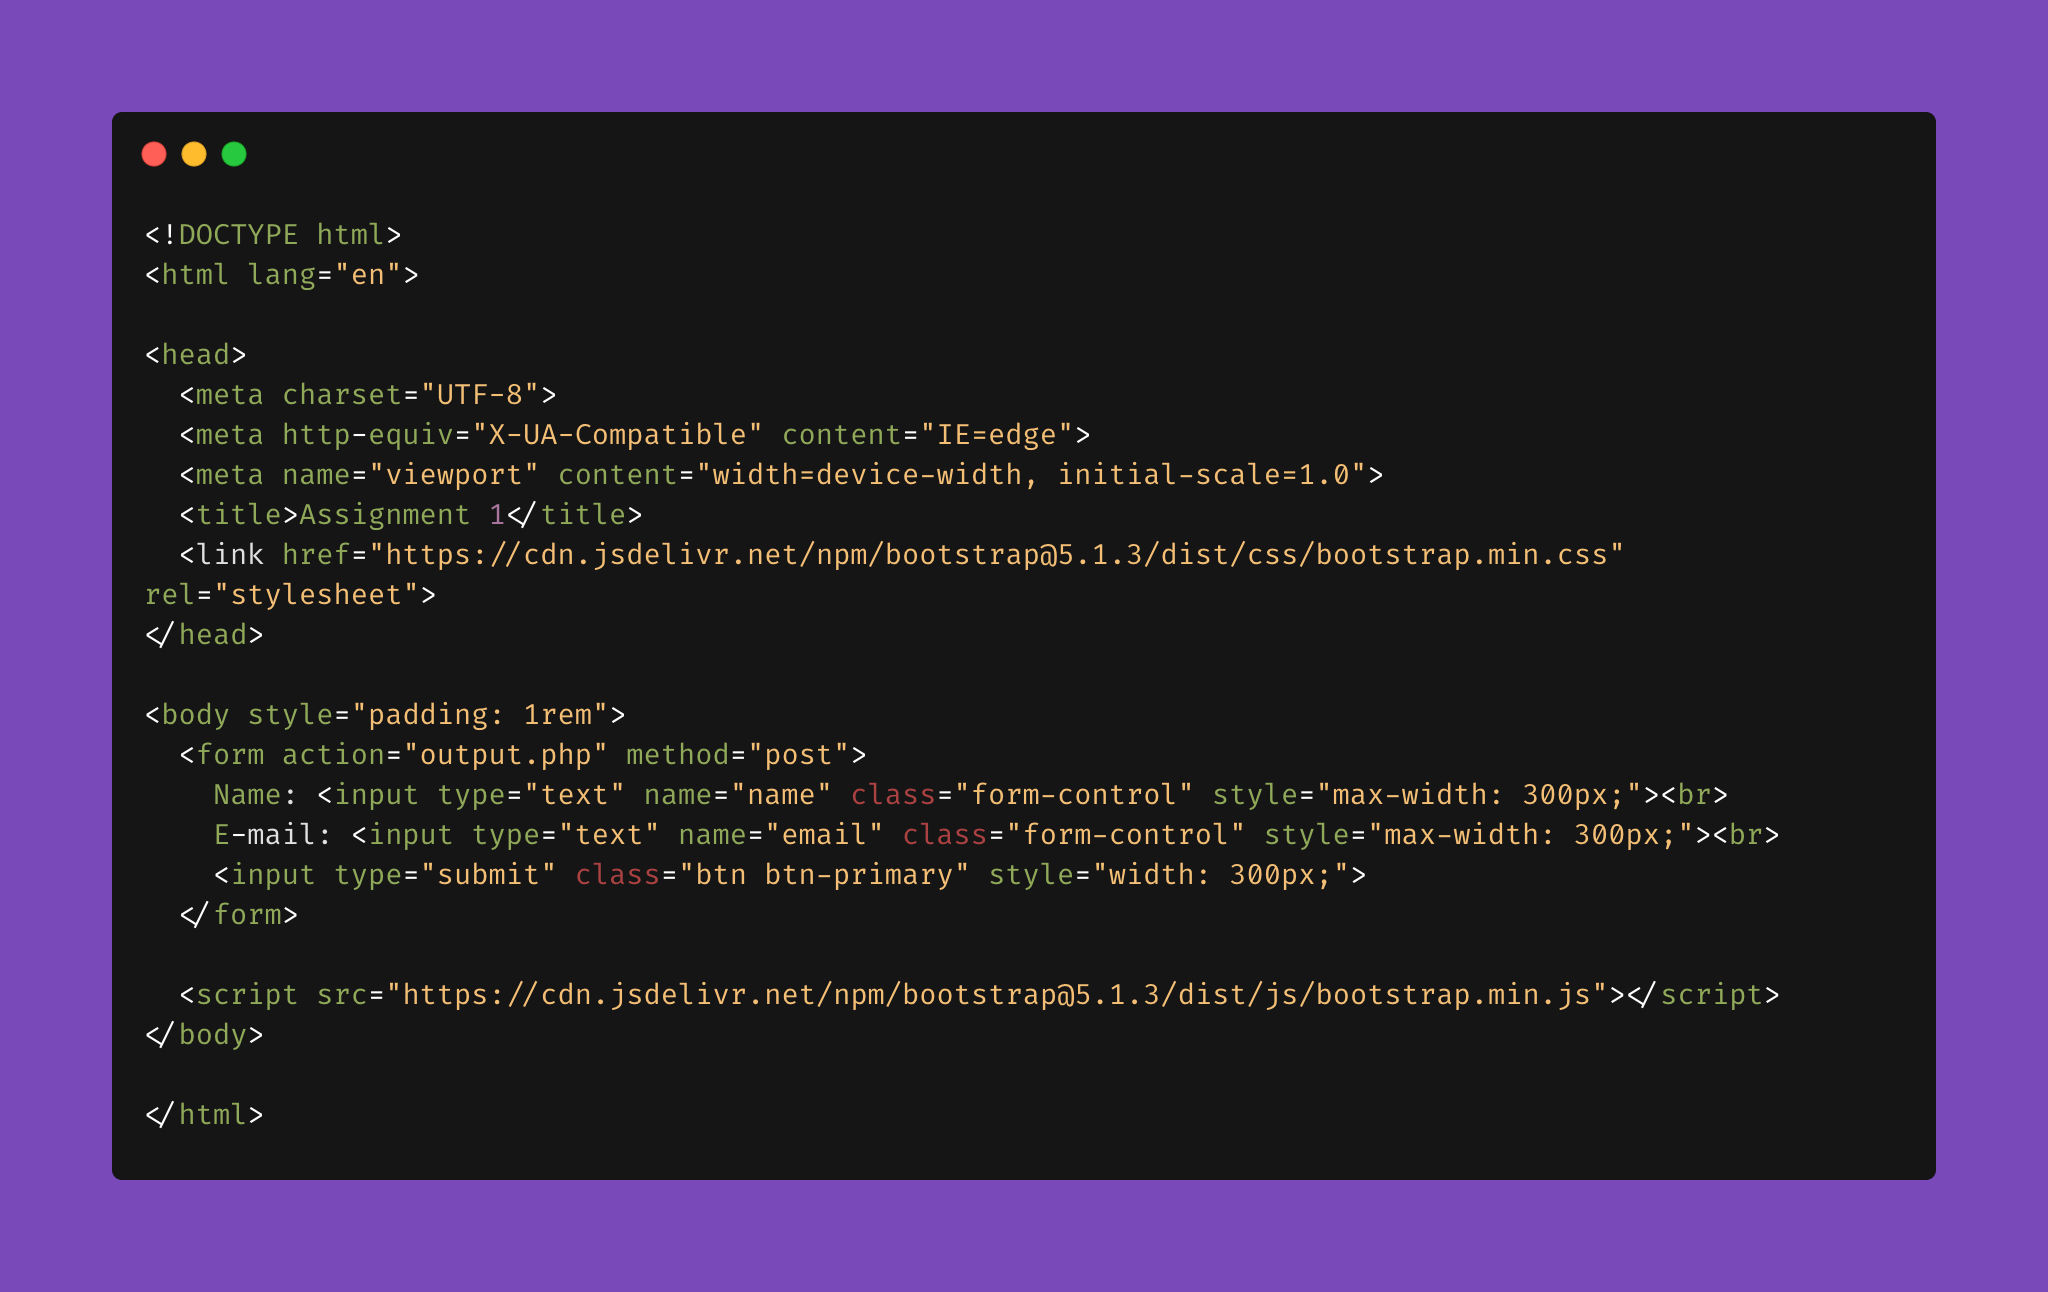 <!DOCTYPE html>
<html lang="en">
<head>
<meta charset="UTF-8">
<meta http-equiv="X-UA-Compatible" content="IE=edge">
<meta name="viewport" content="width=device-width, initial-scale=1.0">
<title>Assignment 1</title>
<link href="https://cdn.jsdelivr.net/npm/bootstrap@5.1.3/dist/css/bootstrap.min.css"
rel="stylesheet">
</head>
<body style="padding: 1rem">
<form action="output.php" method="post">
Name: <input type="text" name="name" class="form-control" style="max-width: 300px;"><br>
E-mail: <input type="text" name="email" class="form-control" style="max-width: 300px;"><br>
<input type="submit" class="btn btn-primary" style="width: 300px;">
</form>
<script src="https://cdn.jsdelivr.net/npm/bootstrap@5.1.3/dist/js/bootstrap.min.js"></script>
</body>
</html>